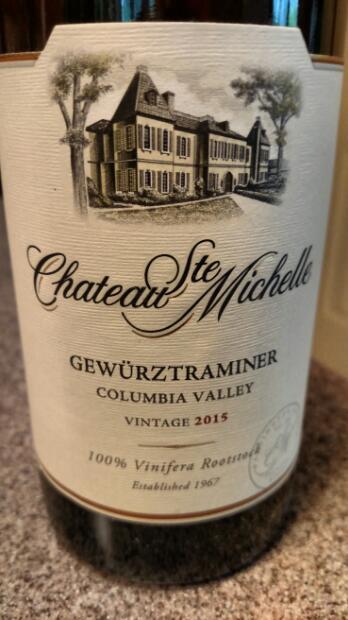 Chateau Ste Michelle
GEWÜRZTRAMINER
COLUMBIA VALLEY
VINTAGE 2015
100% Vinifera Rootstock
Established 1967